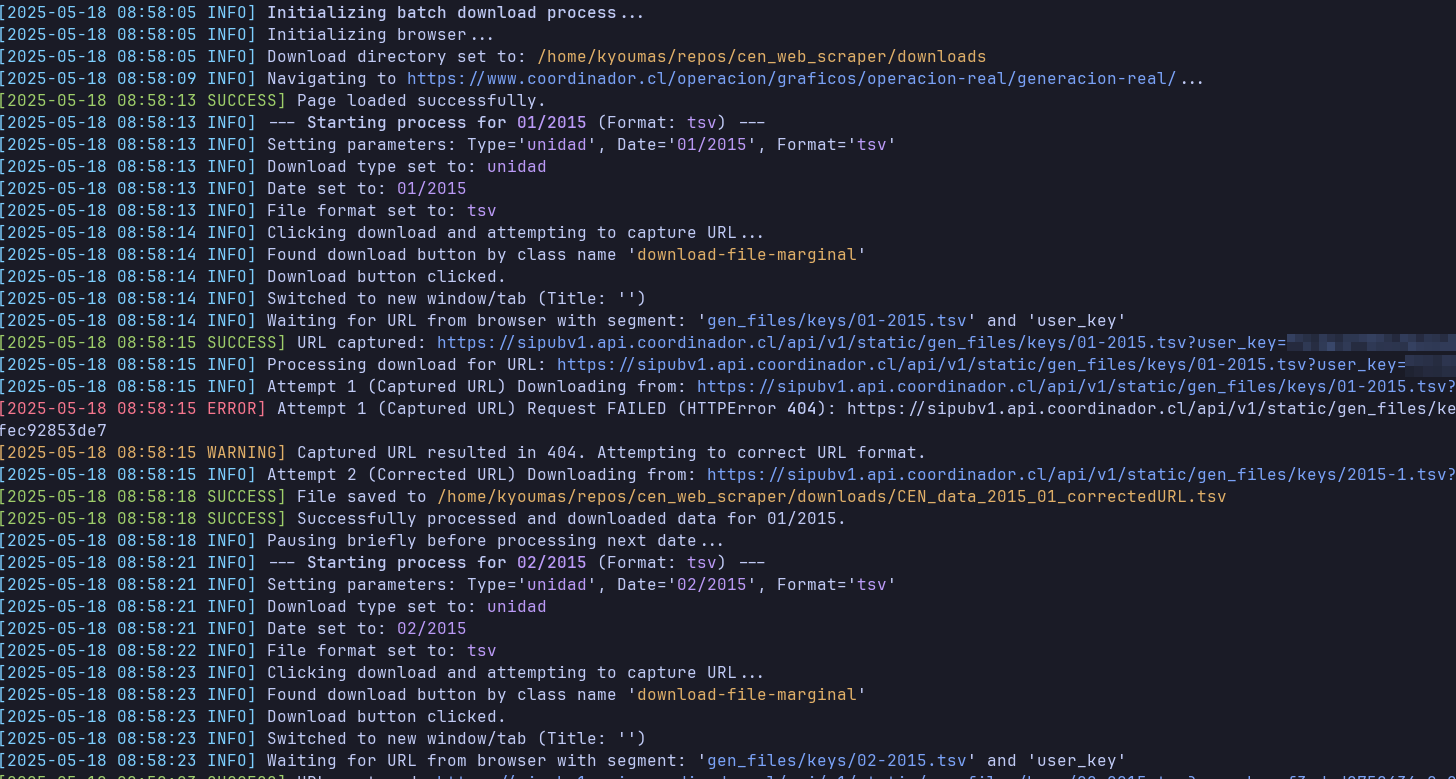 [2025-05-18 08:58:05 INFO] Initializing batch download process...
[2025-05-18 08:58:05 INFO] Initializing browser...
[2025-05-18 08:58:05 INFO] Download directory set to: /home/kyoumas/repos/cen_web_scraper/downloads
[2025-05-18 08:58:09 INFO] Navigating to https://www.coordinador.cl/operacion/graficos/operacion-real/generacion-real/...
[2025-05-18 08:58:13 SUCCESS] Page loaded successfully.
[2025-05-18 08:58:13 INFO] --- Starting process for 01/2015 (Format: tsv) ---
[2025-05-18 08:58:13 INFO] Setting parameters: Type='unidad', Date='01/2015', Format='tsv'
[2025-05-18 08:58:13 INFO] Download type set to: unidad
[2025-05-18 08:58:13 INFO] Date set to: 01/2015
[2025-05-18 08:58:13 INFO] File format set to: tsv
[2025-05-18 08:58:14 INFO] Clicking download and attempting to capture URL...
[2025-05-18 08:58:14 INFO] Found download button by class name 'download-file-marginal'
[2025-05-18 08:58:14 INFO] Download button clicked.
[2025-05-18 08:58:14 INFO] Switched to new window/tab (Title: '')
[2025-05-18 08:58:14 INFO] Waiting for URL from browser with segment: 'gen_files/keys/01-2015.tsv' and 'user_key'
[2025-05-18 08:58:15 SUCCESS] URL captured: https://sipubv1.api.coordinador.cl/api/v1/static/gen_files/keys/01-2015.tsv?user_key=
[2025-05-18 08:58:15 INFO] Processing download for URL: https://sipubv1.api.coordinador.cl/api/v1/static/gen_files/keys/01-2015.tsv?user_key=
[2025-05-18 08:58:15 INFO] Attempt 1 (Captured URL) Downloading from: https://sipubv1.api.coordinador.cl/api/v1/static/gen_files/keys/01-2015.tsv?
[2025-05-18 08:58:15 ERROR] Attempt 1 (Captured URL) Request FAILED (HTTPError 404): https://sipubv1.api.coordinador.cl/api/v1/static/gen_files/ke
fec92853de7
[2025-05-18 08:58:15 WARNING] Captured URL resulted in 404. Attempting to correct URL format.
[2025-05-18 08:58:15 INFO] Attempt 2 (Corrected URL) Downloading from: https://sipubv1.api.coordinador.cl/api/v1/static/gen_files/keys/2015-1.tsv?
[2025-05-18 08:58:18 SUCCESS] File saved to /home/kyoumas/repos/cen_web_scraper/downloads/CEN_data_2015_01_correctedURL.tsv
[2025-05-18 08:58:18 SUCCESS] Successfully processed and downloaded data for 01/2015.
[2025-05-18 08:58:18 INFO] Pausing briefly before processing next date...
[2025-05-18 08:58:21 INFO] --- Starting process for 02/2015 (Format: tsv) ---
[2025-05-18 08:58:21 INFO] Setting parameters: Type='unidad', Date='02/2015', Format='tsv'
[2025-05-18 08:58:21 INFO] Download type set to: unidad
[2025-05-18 08:58:21 INFO] Date set to: 02/2015
[2025-05-18 08:58:22 INFO] File format set to: tsv
[2025-05-18 08:58:23 INFO] Clicking download and attempting to capture URL...
[2025-05-18 08:58:23 INFO] Found download button by class name 'download-file-marginal'
[2025-05-18 08:58:23 INFO] Download button clicked.
[2025-05-18 08:58:23 INFO] Switched to new window/tab (Title: '')
[2025-05-18 08:58:23 INFO] Waiting for URL from browser with segment: 'gen_files/keys/02-2015.tsv' and 'user_key'